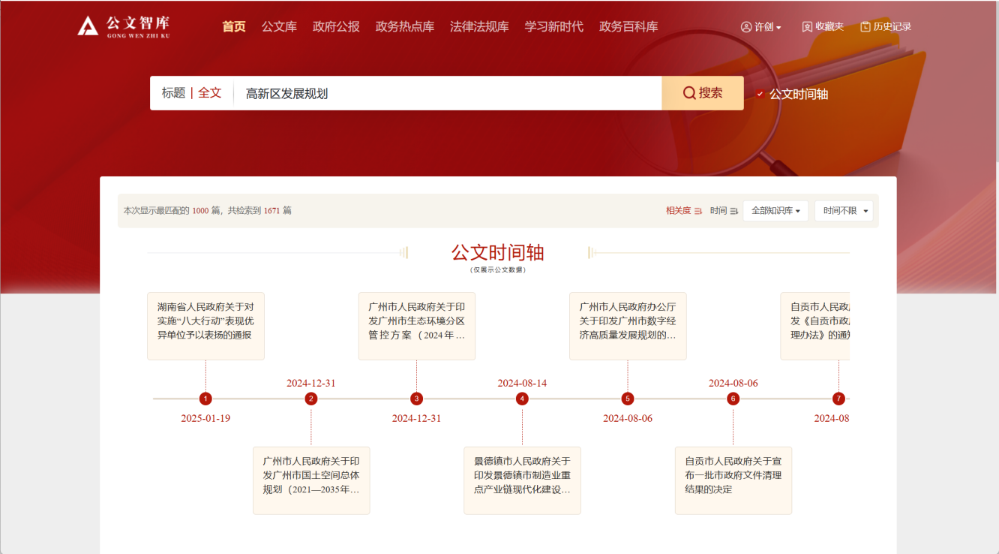 公文智库
GONG WEN ZHI KU
首页 公文库 政府公报 政务热点库 法律法规库 学习新时代 政务百科库
许创 收藏夹 历史记录
标题 | 全文 高新区发展规划 搜索 公文时间轴
本次显示最匹配的 1000 篇，共检索到 1671 篇 相关度 时间 全部知识库 时间不限
公文时间轴
（仅展示公文数据）
湖南省人民政府关于对
实施“八大行动”表现优
异单位予以表扬的通报
1
2025-01-19
2024-12-31
2
广州市人民政府关于印
发广州市国土空间总体
规划（2021—2035年…
广州市人民政府关于印
发广州市生态环境分区
管控方案（2024年…
3
2024-12-31
2024-08-14
4
景德镇市人民政府关于
印发景德镇市制造业重
点产业链现代化建设…
广州市人民政府办公厅
关于印发广州市数字经
济高质量发展规划的…
5
2024-08-06
2024-08-06
6
自贡市人民政府关于宣
布一批市政府文件清理
结果的决定
自贡市人民政
发《自贡市政
理办法》的通
7
2024-08